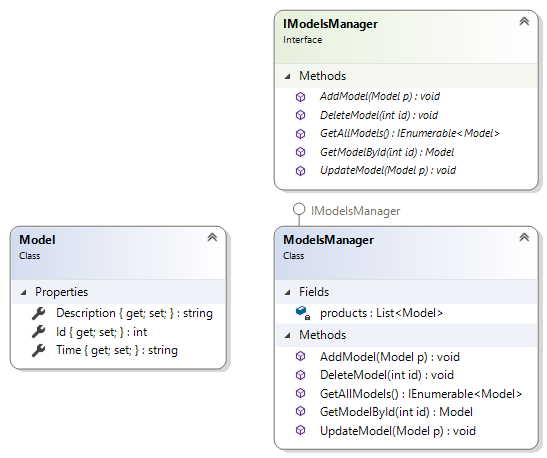 IModelsManager
Interface
Methods
AddModel(Model p) : void
DeleteModel(int id) : void
GetAllModels() : IEnumerable<Model>
GetModelById(int id) : Model
UpdateModel(Model p) : void
IModelsManager
Model
Class
Properties
Description { get; set; } : string
Id { get; set; } : int
Time { get; set; } : string
ModelsManager
Class
Fields
products : List<Model>
Methods
AddModel(Model p) : void
DeleteModel(int id) : void
GetAllModels() : IEnumerable<Model>
GetModelById(int id) : Model
UpdateModel(Model p) : void